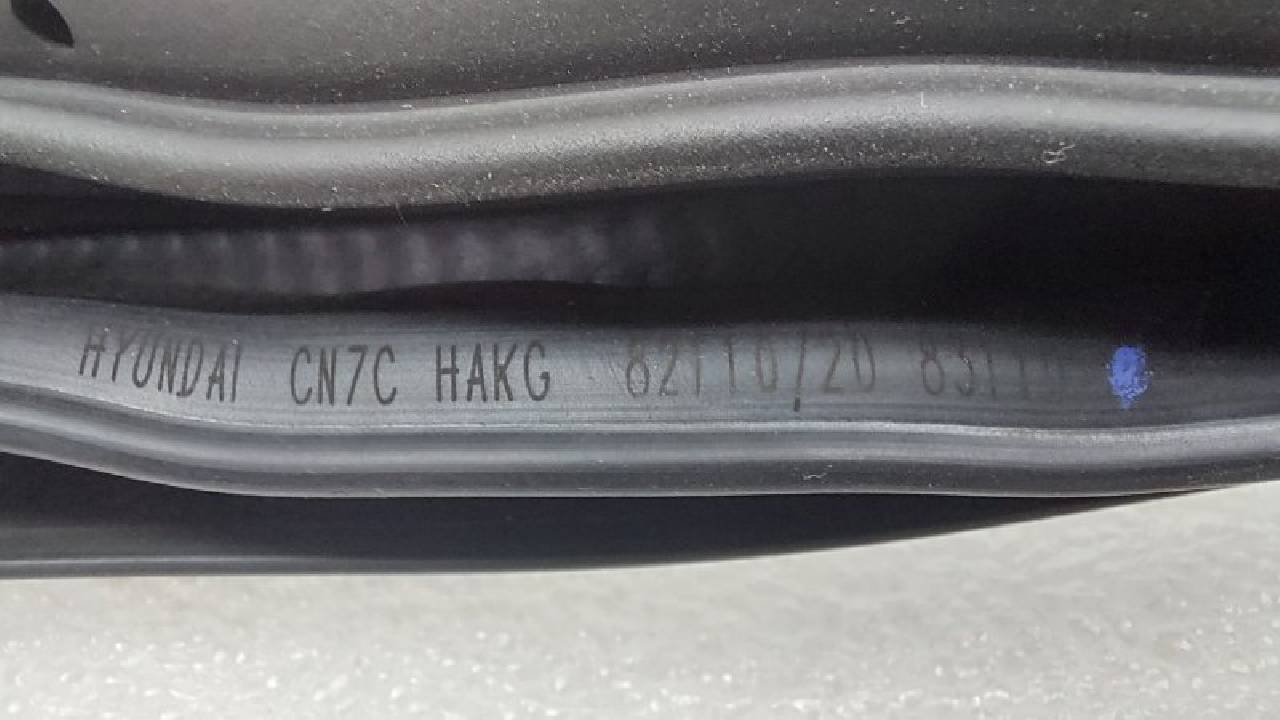 HYUNDAI CN7C HAKG 82110/20